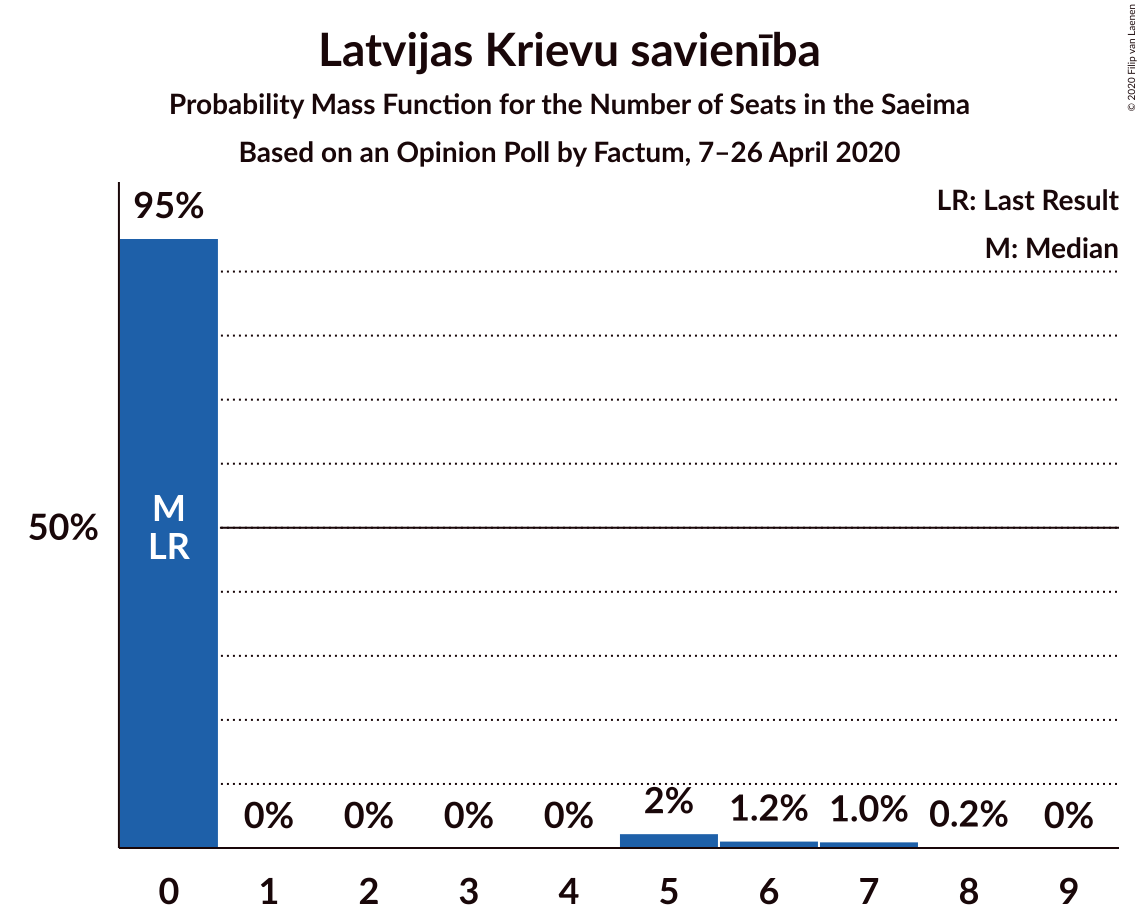 Latvijas Krievu savienība
Probability Mass Function for the Number of Seats in the Saeima
Based on an Opinion Poll by Factum, 7–26 April 2020
© 2020 Filip van Laenen
LR: Last Result
M: Median
95%
50%
M
LR
0%
0%
0%
0%
2%
1.2%
1.0%
0.2%
0%
0
1
2
3
4
5
6
7
8
9